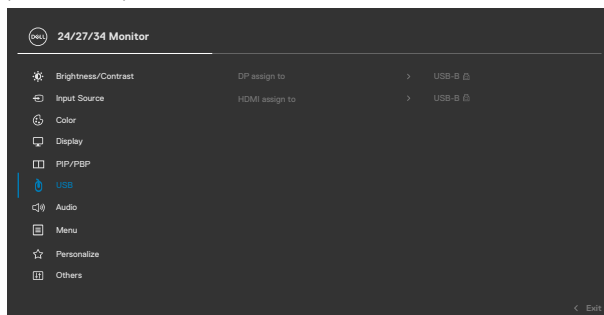 DELL 24/27/34 Monitor
Brightness/Contrast DP assign to > USB-B
Input Source HDMI assign to > USB-B
Color
Display
PIP/PBP
USB
Audio
Menu
Personalize
Others
< Exit